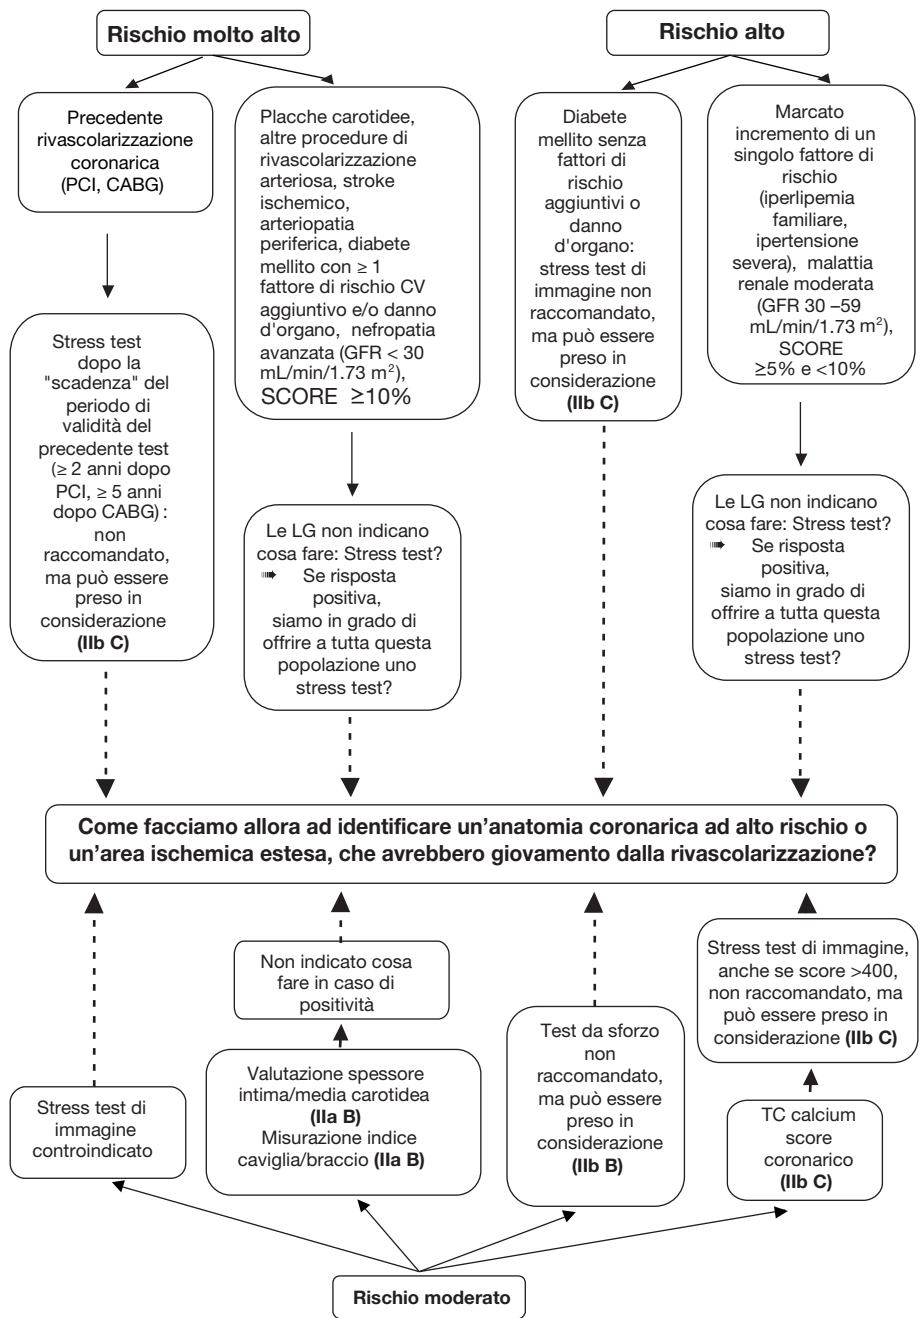 Rischio molto alto
Rischio alto
Precedente
rivascolarizzazione
coronarica
(PCI, CABG)
Placche carotidee,
altre procedure di
rivascolarizzazione
arteriosa, stroke
ischemico,
arteriopatia
periferica, diabete
mellito con ≥ 1
fattore di rischio CV
aggiuntivo e/o danno
d'organo, nefropatia
avanzata (GFR < 30
mL/min/1.73 m²),
SCORE ≥10%
Diabete
mellito senza
fattori di
rischio
aggiuntivi o
danno
d'organo:
stress test di
immagine non
raccomandato,
ma può essere
preso in
considerazione
(IIb C)
Marcato
incremento di un
singolo fattore di
rischio
(iperlipemia
familiare,
ipertensione
severa), malattia
renale moderata
(GFR 30 –59
mL/min/1.73 m²),
SCORE
≥5% e <10%
Stress test
dopo la
"scadenza" del
periodo di
validità del
precedente test
(≥ 2 anni dopo
PCI, ≥ 5 anni
dopo CABG) :
non
raccomandato,
ma può essere
preso in
considerazione
(IIb C)
Le LG non indicano
cosa fare: Stress test?
➠ Se risposta
positiva,
siamo in grado di
offrire a tutta questa
popolazione uno
stress test?
Le LG non indicano
cosa fare: Stress test?
➠ Se risposta
positiva,
siamo in grado di
offrire a tutta questa
popolazione uno
stress test?
Come facciamo allora ad identificare un'anatomia coronarica ad alto rischio o
un'area ischemica estesa, che avrebbero giovamento dalla rivascolarizzazione?
Stress test di
immagine
controindicato
Non indicato cosa
fare in caso di
positività
Valutazione spessore
intima/media carotidea
(IIa B)
Misurazione indice
caviglia/braccio (IIa B)
Test da sforzo
non
raccomandato,
ma può essere
preso in
considerazione
(IIb B)
Stress test di immagine,
anche se score >400,
non raccomandato, ma
può essere preso in
considerazione (IIb C)
TC calcium
score
coronarico
(IIb C)
Rischio moderato